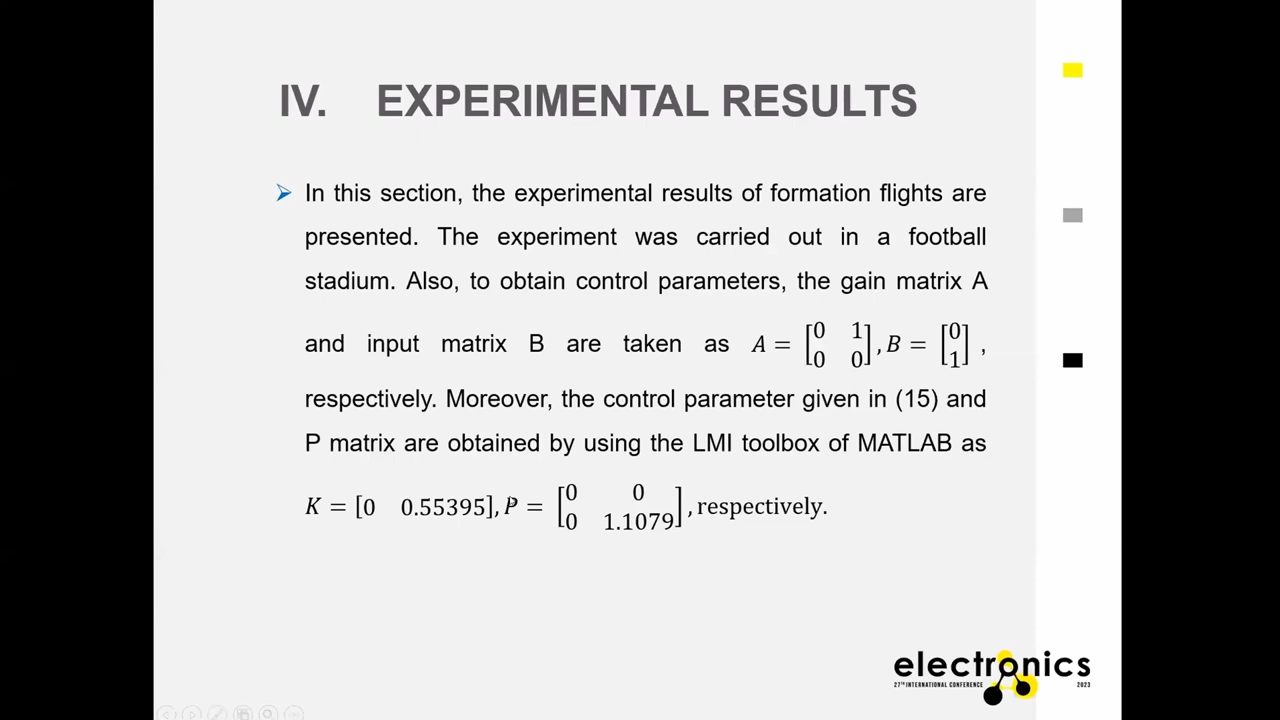 IV. EXPERIMENTAL RESULTS
➢ In this section, the experimental results of formation flights are
presented. The experiment was carried out in a football
stadium. Also, to obtain control parameters, the gain matrix A
and input matrix B are taken as A = [0 1; 0 0], B = [0; 1] ,
respectively. Moreover, the control parameter given in (15) and
P matrix are obtained by using the LMI toolbox of MATLAB as
K = [0 0.55395], P = [0 0; 0 1.1079], respectively.
electronics
27TH INTERNATIONAL CONFERENCE 2023